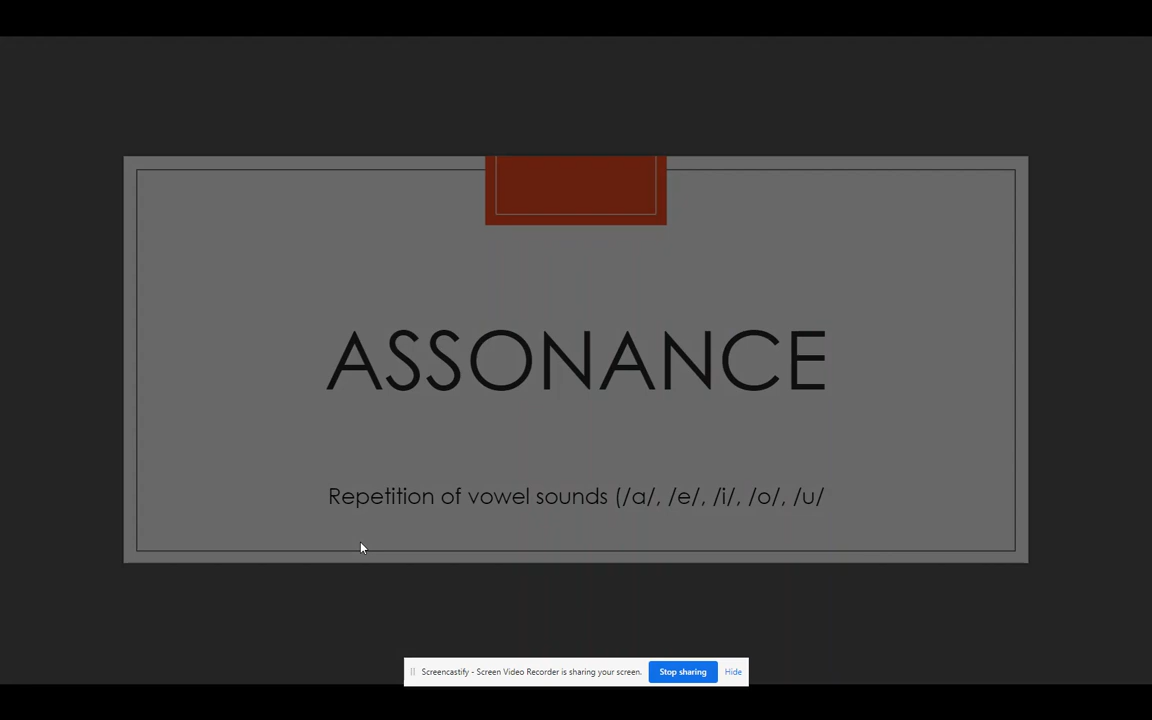 ASSONANCE
Repetition of vowel sounds (/a/, /e/, /i/, /o/, /u/
Screencastify - Screen Video Recorder is sharing your screen. Stop sharing Hide